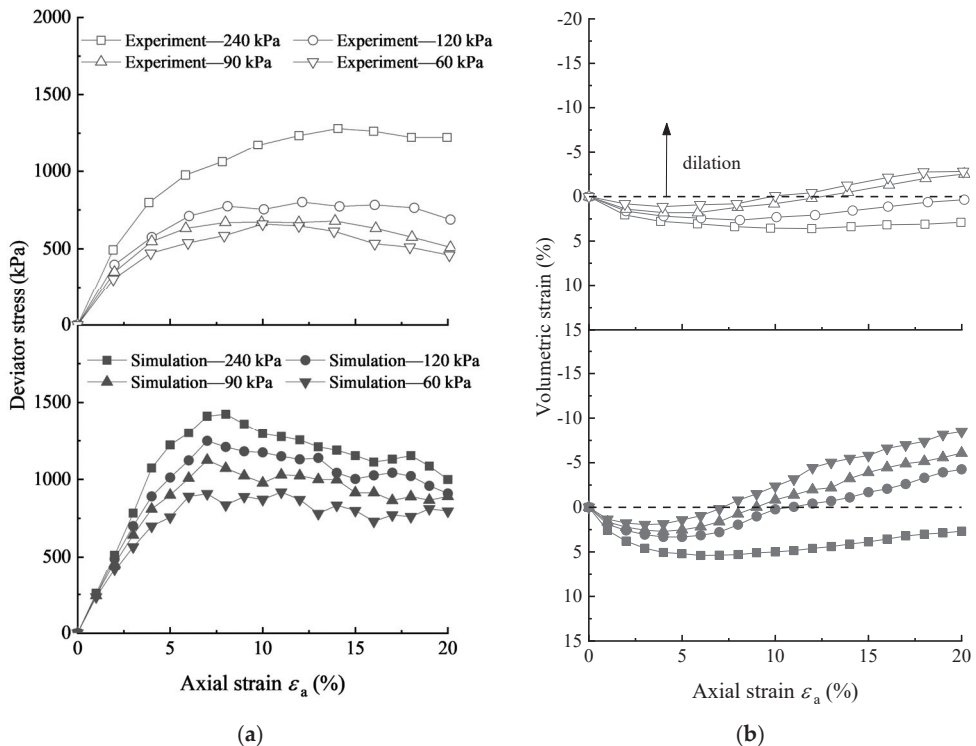 2000
Experiment—240 kPa Experiment—120 kPa
Experiment—90 kPa Experiment—60 kPa
1500
1000
500
0
Simulation—240 kPa Simulation—120 kPa
Simulation—90 kPa Simulation—60 kPa
1500
1000
500
0
0 5 10 15 20
Deviator stress (kPa)
Axial strain εa (%)
(a)
-20
-15
-10
-5
dilation
0
5
10
15
-15
-10
-5
0
5
10
15
0 5 10 15 20
Volumetric strain (%)
Axial strain εa (%)
(b)